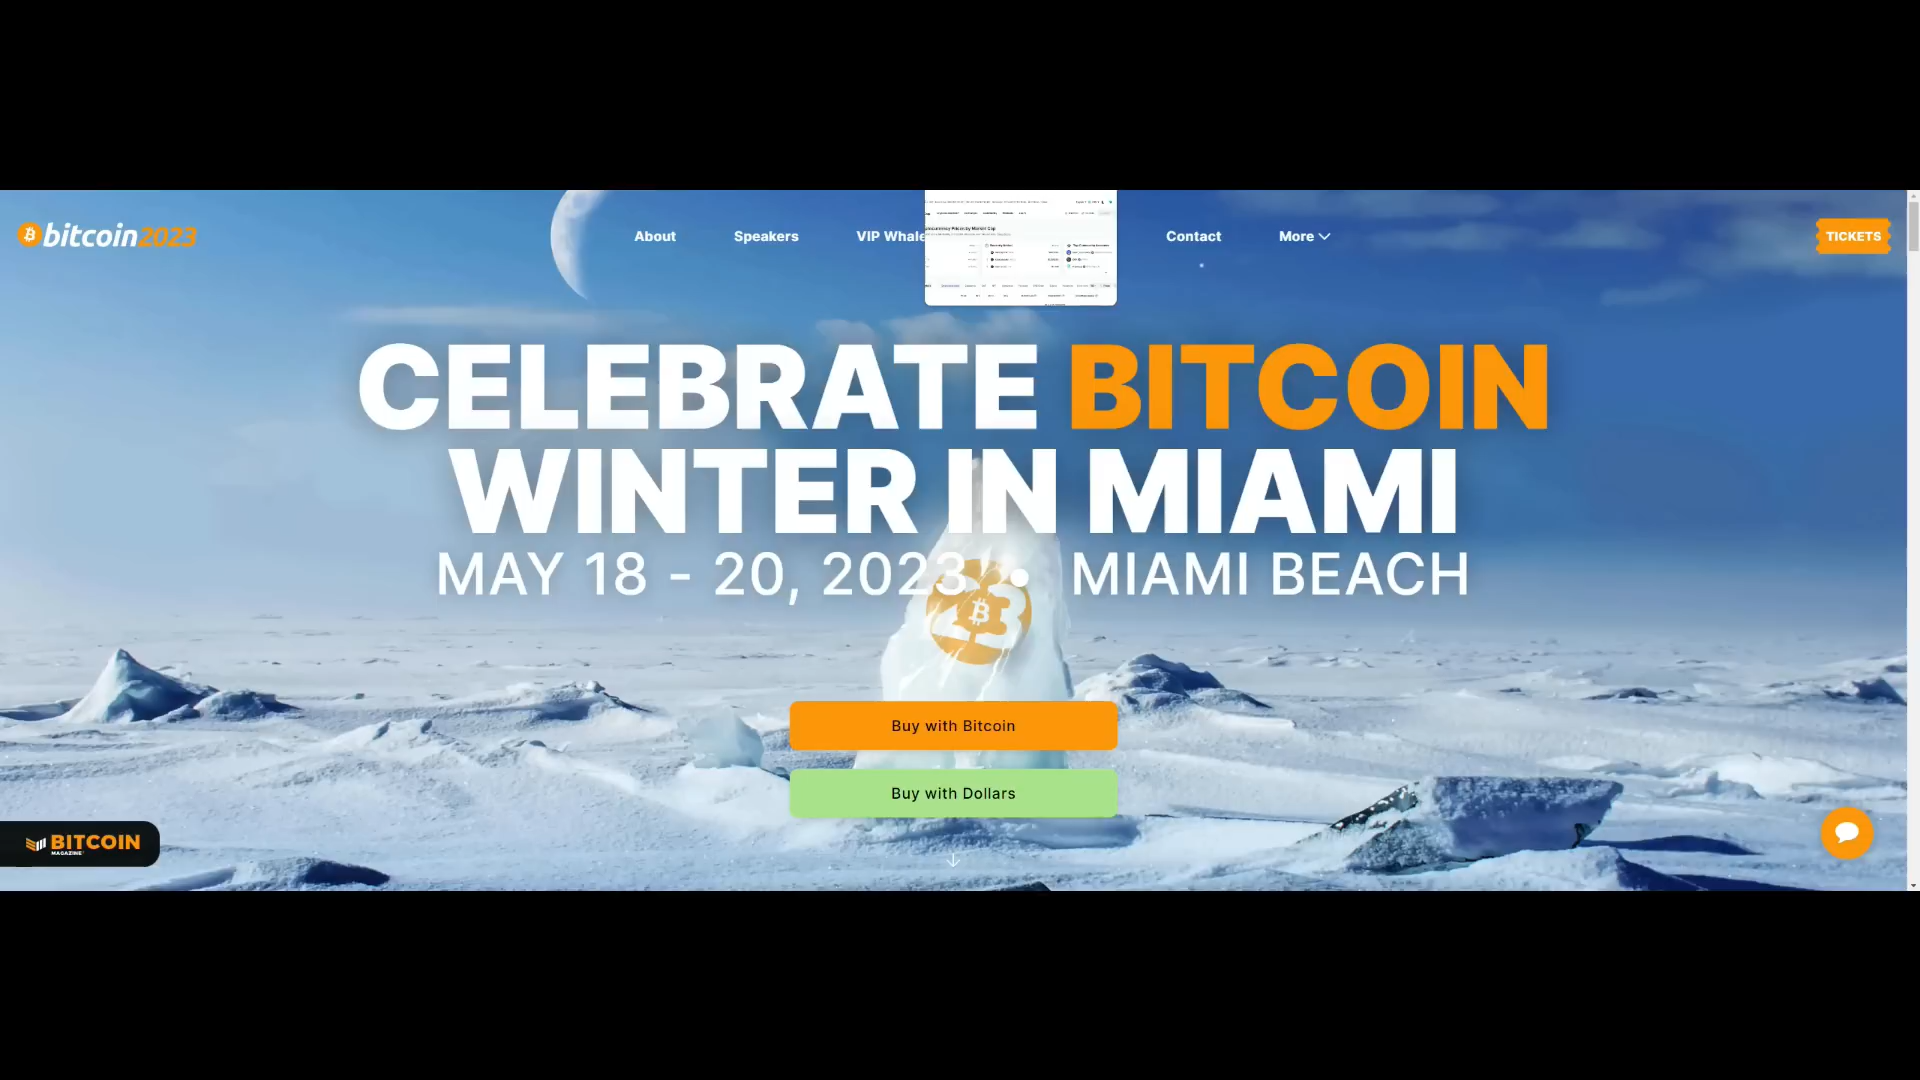 bitcoin2023
About
Speakers
VIP Whale
Contact
More
TICKETS
CELEBRATE BITCOIN
WINTER IN MIAMI
MAY 18 - 20, 2023 • MIAMI BEACH
Buy with Bitcoin
Buy with Dollars
BITCOIN
MAGAZINE